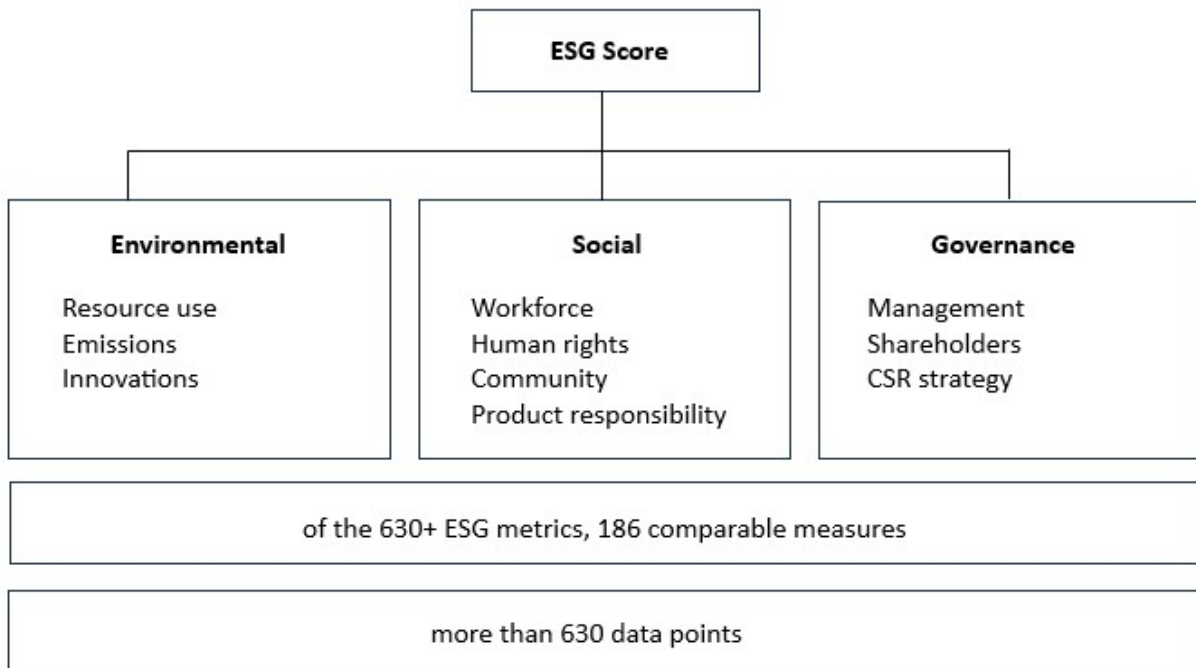 ESG Score
Environmental
Resource use
Emissions
Innovations
Social
Workforce
Human rights
Community
Product responsibility
Governance
Management
Shareholders
CSR strategy
of the 630+ ESG metrics, 186 comparable measures
more than 630 data points